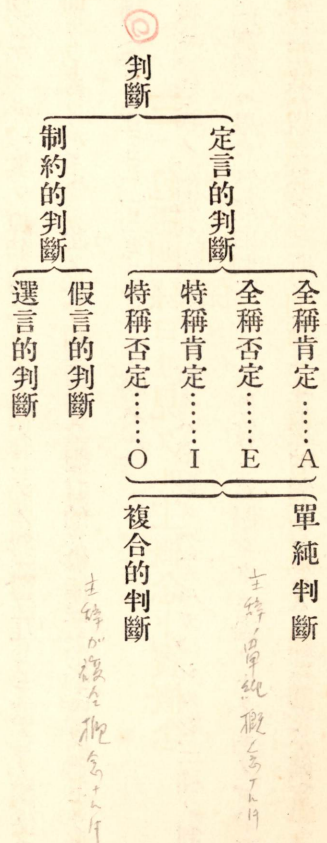 判斷
定言的判斷
全稱肯定……A
全稱否定……E
特稱肯定……I
特稱否定……O
單純判斷
複合的判斷
制約的判斷
假言的判斷
選言的判斷
主辞ノ單純概念ナル時
主辞が複合概念ナル時